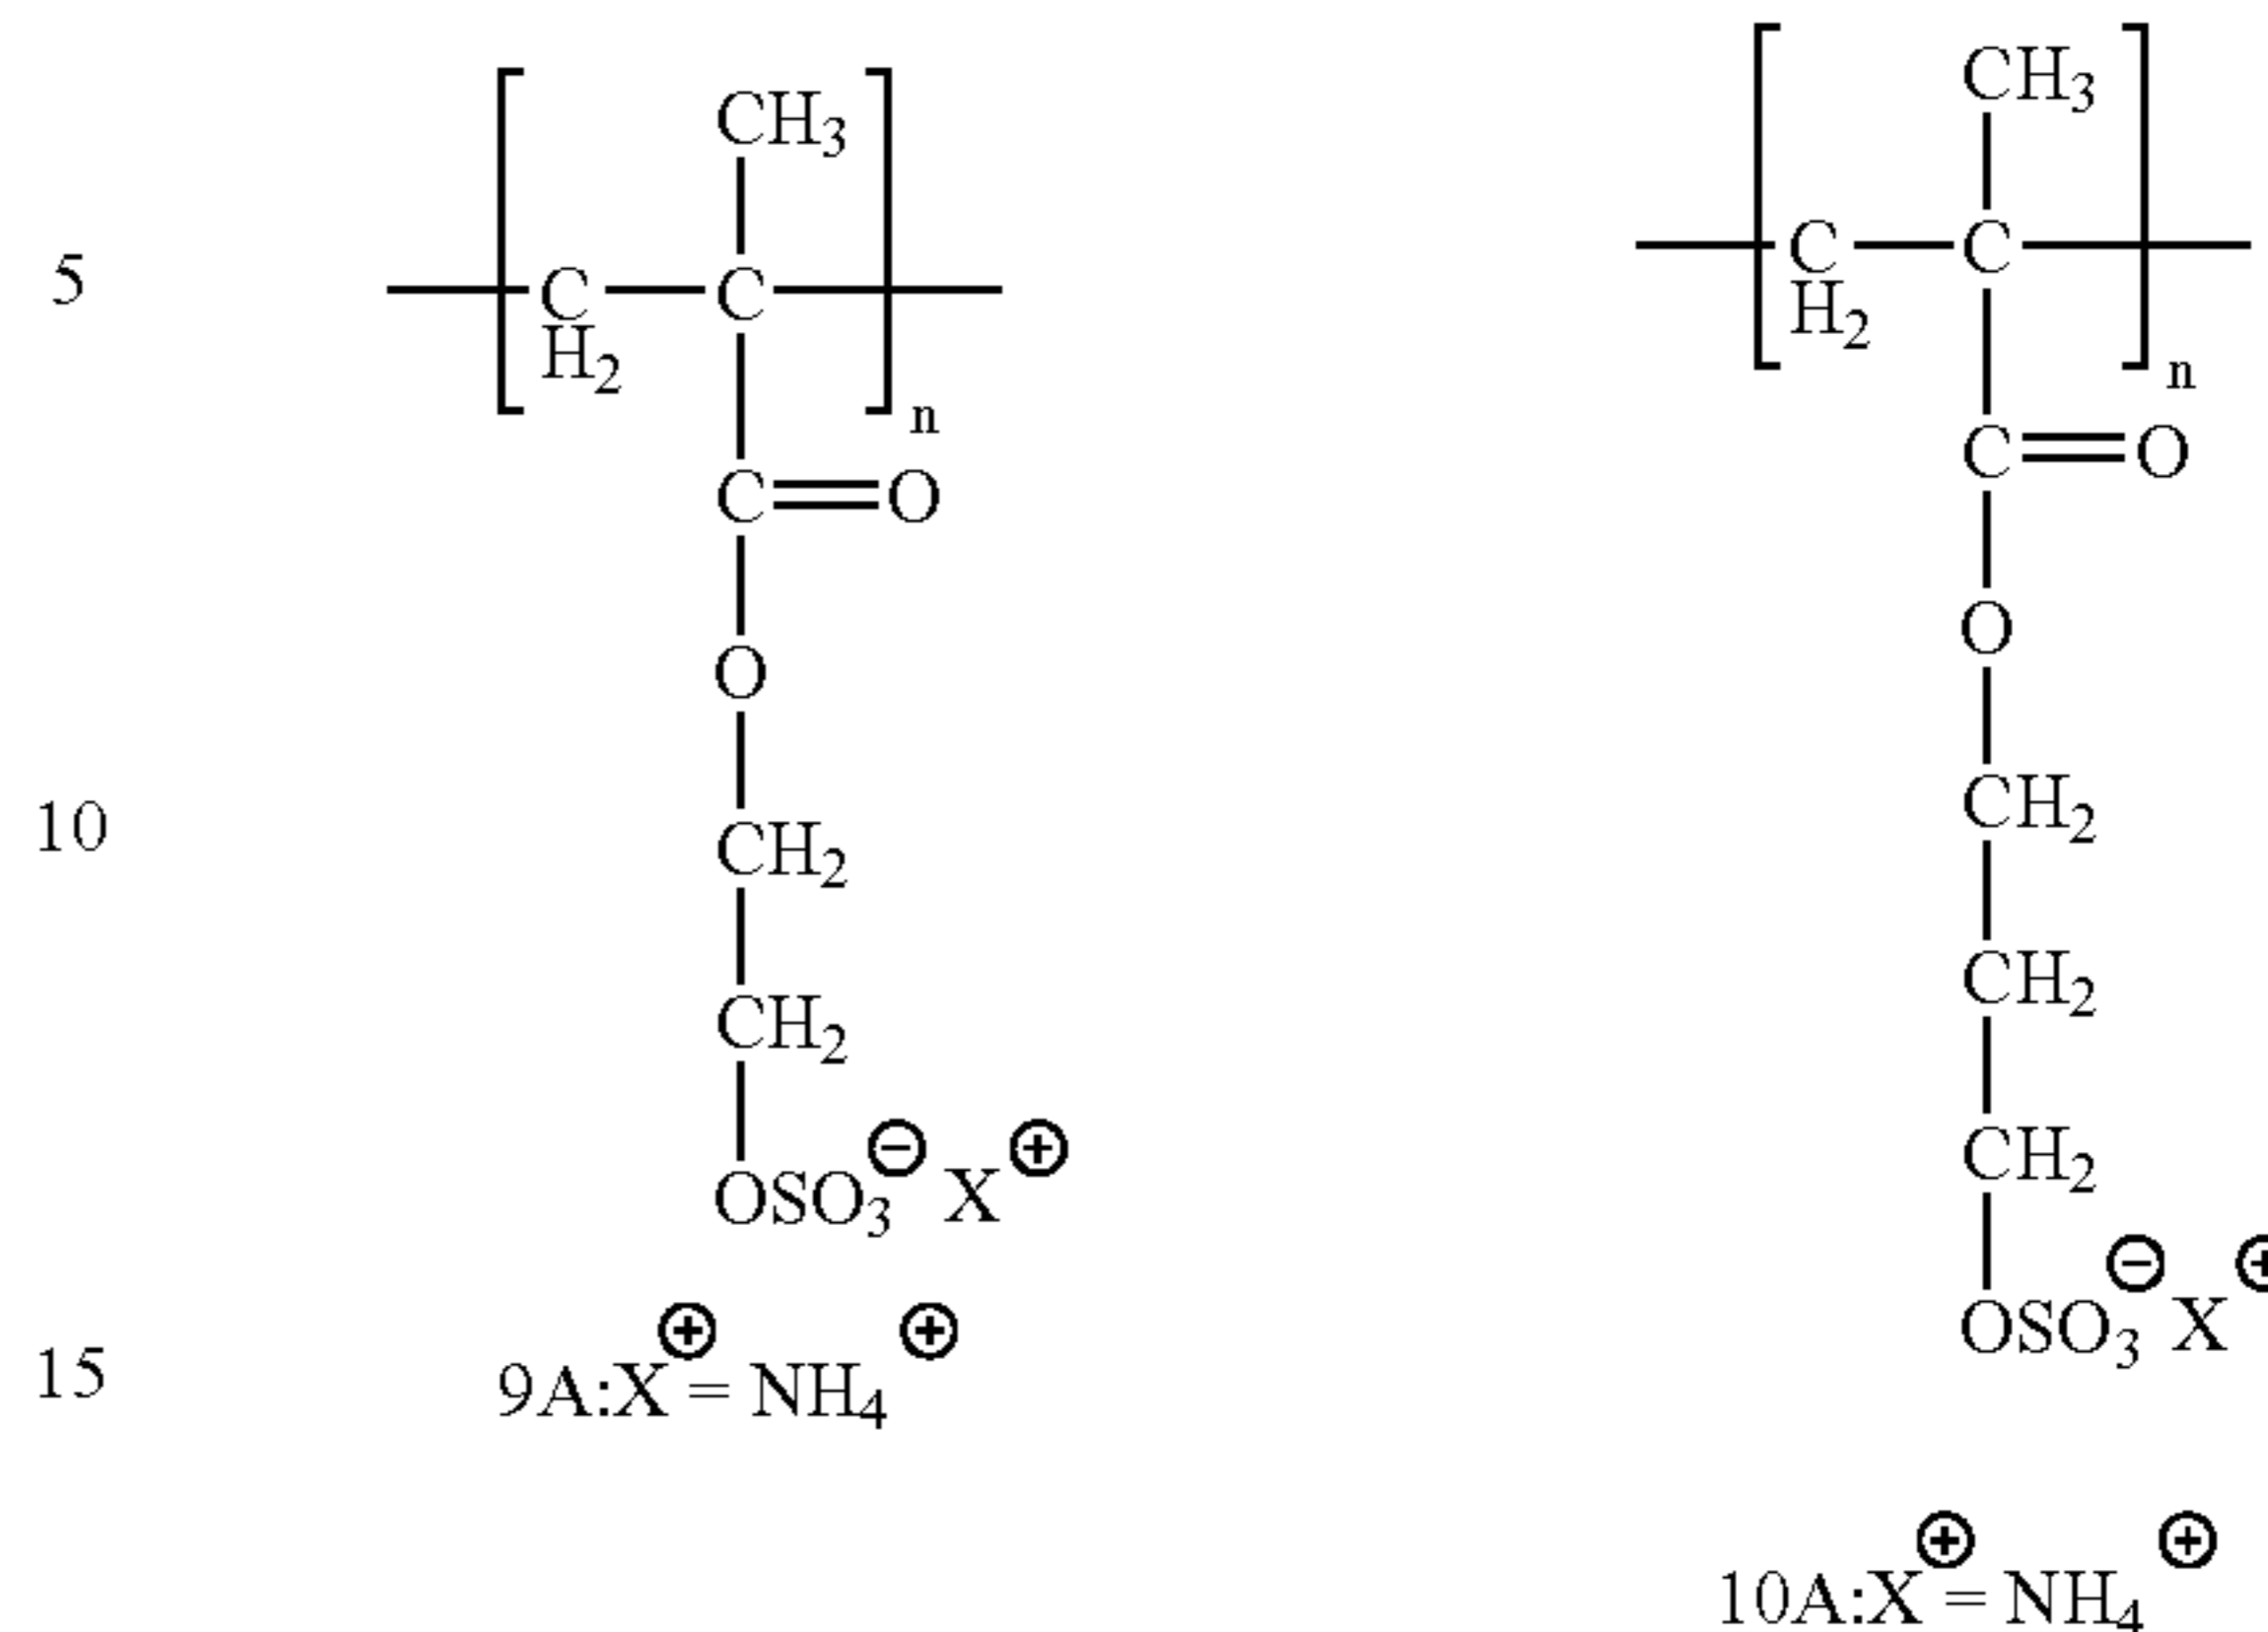 CH3
C C
H2
n
C O
O
CH2
CH2
OSO3⊖ X⊕
9A:X⊕ = NH4⊕
CH3
C C
H2
n
C O
O
CH2
CH2
CH2
OSO3⊖ X⊕
10A:X⊕ = NH4⊕
5
10
15